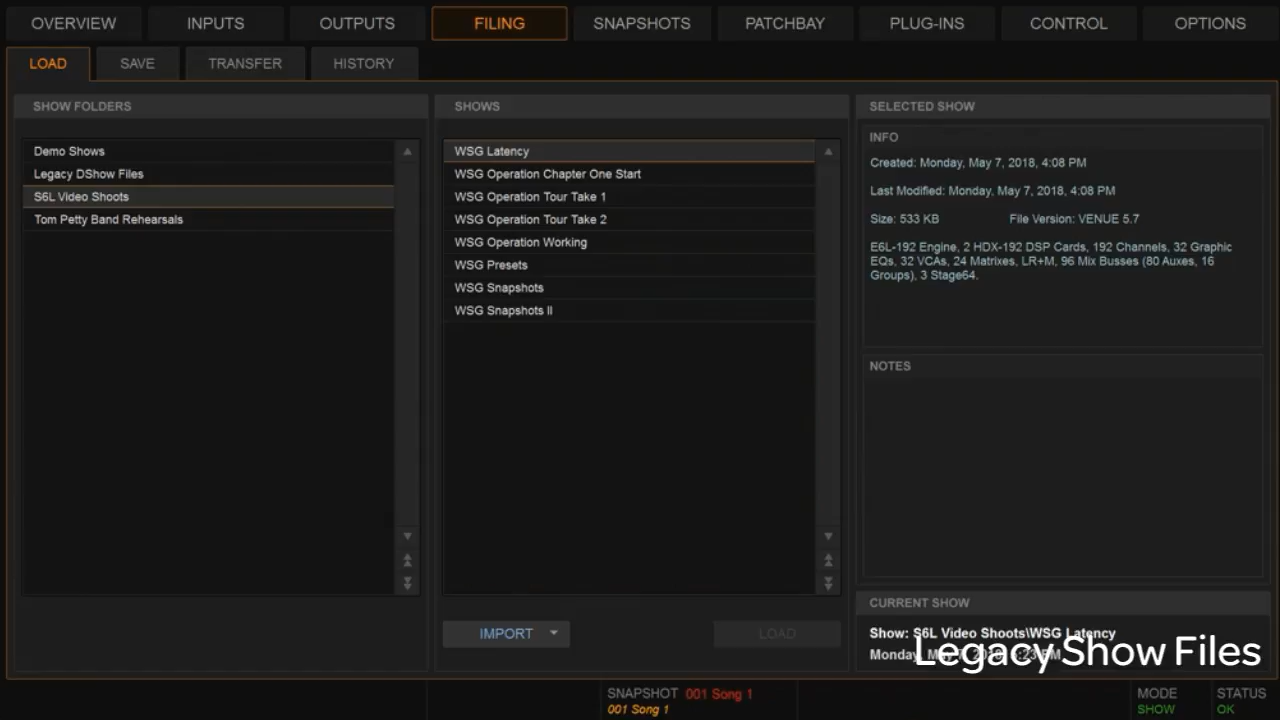 OVERVIEW INPUTS OUTPUTS FILING SNAPSHOTS PATCHBAY PLUG-INS CONTROL OPTIONS
LOAD SAVE TRANSFER HISTORY
SHOW FOLDERS
Demo Shows
Legacy DShow Files
S6L Video Shoots
Tom Petty Band Rehearsals
SHOWS
WSG Latency
WSG Operation Chapter One Start
WSG Operation Tour Take 1
WSG Operation Tour Take 2
WSG Operation Working
WSG Presets
WSG Snapshots
WSG Snapshots II
IMPORT
LOAD
SELECTED SHOW
INFO
Created: Monday, May 7, 2018, 4:08 PM
Last Modified: Monday, May 7, 2018, 4:08 PM
Size: 533 KB File Version: VENUE 5.7
E6L-192 Engine, 2 HDX-192 DSP Cards, 192 Channels, 32 Graphic
EQs, 32 VCAs, 24 Matrixes, LR+M, 96 Mix Busses (80 Auxes, 16
Groups), 3 Stage64.
NOTES
CURRENT SHOW
Show: S6L Video Shoots\WSG Latency
Monday, May 7,
Legacy Show Files
SNAPSHOT 001 Song 1
001 Song 1
MODE
SHOW
STATUS
OK